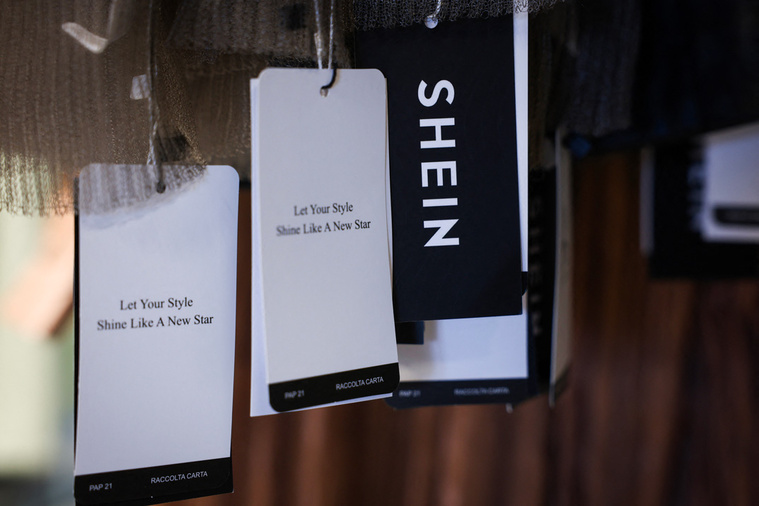 Let Your Style
Shine Like A New Star
PAP 21 RACCOLTA CARTA
Let Your Style
Shine Like A New Star
PAP 21 RACCOLTA CARTA
SHEIN
PAP 21 RACCOLTA CARTA